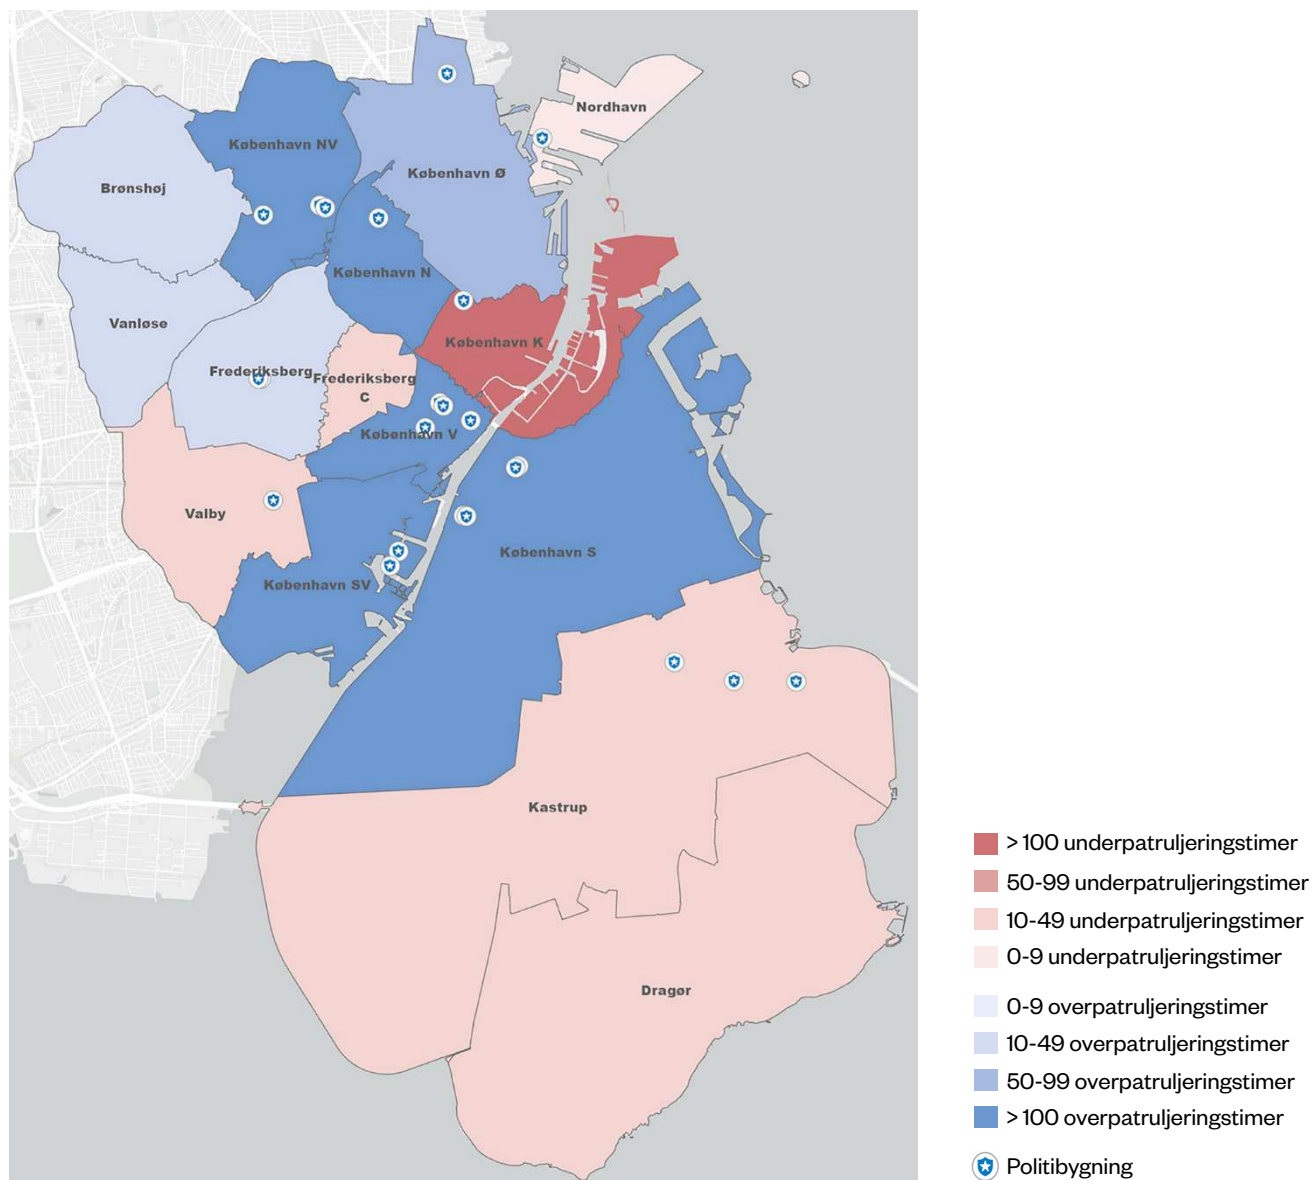 Nordhavn
København NV
København Ø
Brønshøj
København N
Vanløse
København K
Frederiksberg
Frederiksberg
C
København V
Valby
København S
København SV
Kastrup
Dragør
> 100 underpatruljeringstimer
50-99 underpatruljeringstimer
10-49 underpatruljeringstimer
0-9 underpatruljeringstimer
0-9 overpatruljeringstimer
10-49 overpatruljeringstimer
50-99 overpatruljeringstimer
> 100 overpatruljeringstimer
Politibygning